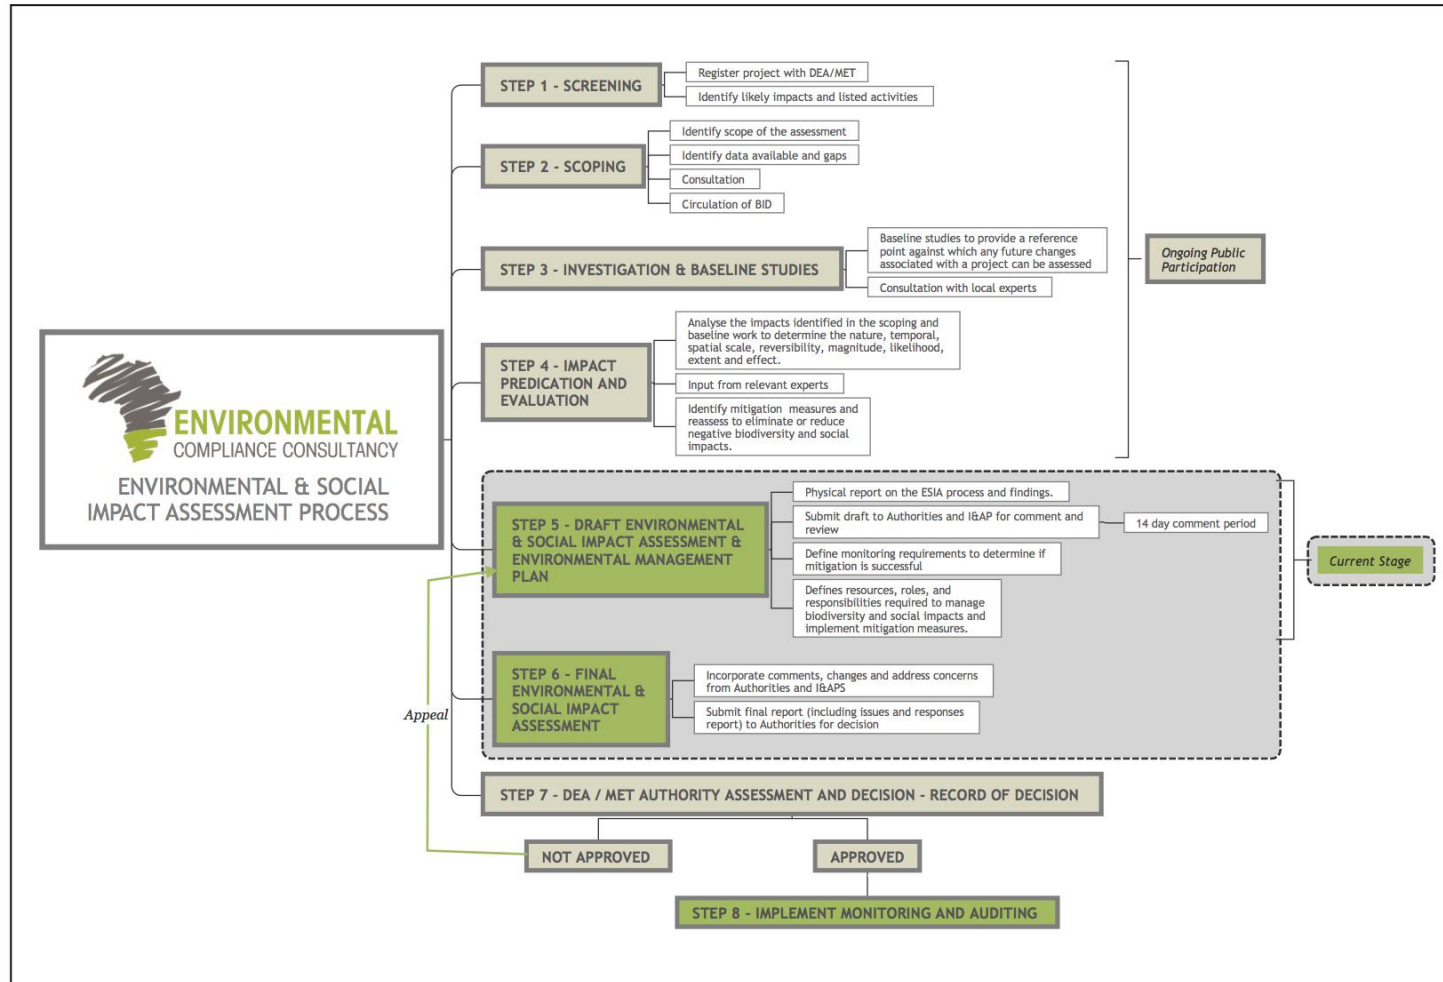 STEP 1 - SCREENING
Register project with DEA/MET
Identify likely impacts and listed activities
STEP 2 - SCOPING
Identify scope of the assessment
Identify data available and gaps
Consultation
Circulation of BID
STEP 3 - INVESTIGATION & BASELINE STUDIES
Baseline studies to provide a reference
point against which any future changes
associated with a project can be assessed
Consultation with local experts
Ongoing Public
Participation
STEP 4 - IMPACT
PREDICATION AND
EVALUATION
Analyse the impacts identified in the scoping and
baseline work to determine the nature, temporal,
spatial scale, reversibility, magnitude, likelihood,
extent and effect.
Input from relevant experts
Identify mitigation measures and
reassess to eliminate or reduce
negative biodiversity and social
impacts.
ENVIRONMENTAL
COMPLIANCE CONSULTANCY
ENVIRONMENTAL & SOCIAL
IMPACT ASSESSMENT PROCESS
STEP 5 - DRAFT ENVIRONMENTAL
& SOCIAL IMPACT ASSESSMENT &
ENVIRONMENTAL MANAGEMENT
PLAN
Physical report on the ESIA process and findings.
Submit draft to Authorities and I&AP for comment and
review
14 day comment period
Define monitoring requirements to determine if
mitigation is successful
Defines resources, roles, and
responsibilities required to manage
biodiversity and social impacts and
implement mitigation measures.
Current Stage
STEP 6 - FINAL
ENVIRONMENTAL &
SOCIAL IMPACT
ASSESSMENT
Incorporate comments, changes and address concerns
from Authorities and I&APS
Submit final report (including issues and responses
report) to Authorities for decision
Appeal
STEP 7 - DEA / MET AUTHORITY ASSESSMENT AND DECISION - RECORD OF DECISION
NOT APPROVED
APPROVED
STEP 8 - IMPLEMENT MONITORING AND AUDITING